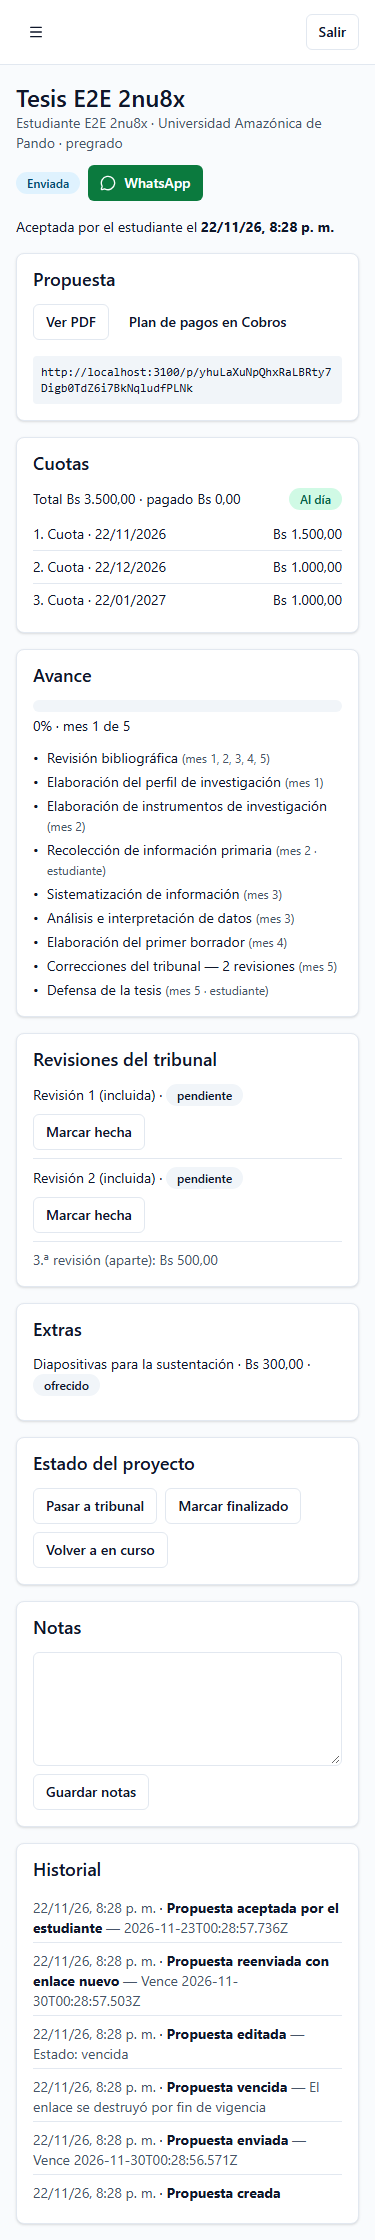 ☰ Salir
Tesis E2E 2nu8x
Estudiante E2E 2nu8x · Universidad Amazónica de
Pando · pregrado
Enviada WhatsApp
Aceptada por el estudiante el 22/11/26, 8:28 p. m.
Propuesta
Ver PDF Plan de pagos en Cobros
http://localhost:3100/p/yhuLaXuNpQhxRaLBRty7
Digb0TdZ6i7BkNqludfPLNk
Cuotas
Total Bs 3.500,00 · pagado Bs 0,00 Al día
1. Cuota · 22/11/2026 Bs 1.500,00
2. Cuota · 22/12/2026 Bs 1.000,00
3. Cuota · 22/01/2027 Bs 1.000,00
Avance
0% · mes 1 de 5
• Revisión bibliográfica (mes 1, 2, 3, 4, 5)
• Elaboración del perfil de investigación (mes 1)
• Elaboración de instrumentos de investigación
(mes 2)
• Recolección de información primaria (mes 2 ·
estudiante)
• Sistematización de información (mes 3)
• Análisis e interpretación de datos (mes 3)
• Elaboración del primer borrador (mes 4)
• Correcciones del tribunal — 2 revisiones (mes 5)
• Defensa de la tesis (mes 5 · estudiante)
Revisiones del tribunal
Revisión 1 (incluida) · pendiente
Marcar hecha
Revisión 2 (incluida) · pendiente
Marcar hecha
3.ª revisión (aparte): Bs 500,00
Extras
Diapositivas para la sustentación · Bs 300,00 ·
ofrecido
Estado del proyecto
Pasar a tribunal Marcar finalizado
Volver a en curso
Notas
Guardar notas
Historial
22/11/26, 8:28 p. m. · Propuesta aceptada por el
estudiante — 2026-11-23T00:28:57.736Z
22/11/26, 8:28 p. m. · Propuesta reenviada con
enlace nuevo — Vence 2026-11-
30T00:28:57.503Z
22/11/26, 8:28 p. m. · Propuesta editada —
Estado: vencida
22/11/26, 8:28 p. m. · Propuesta vencida — El
enlace se destruyó por fin de vigencia
22/11/26, 8:28 p. m. · Propuesta enviada —
Vence 2026-11-30T00:28:56.571Z
22/11/26, 8:28 p. m. · Propuesta creada